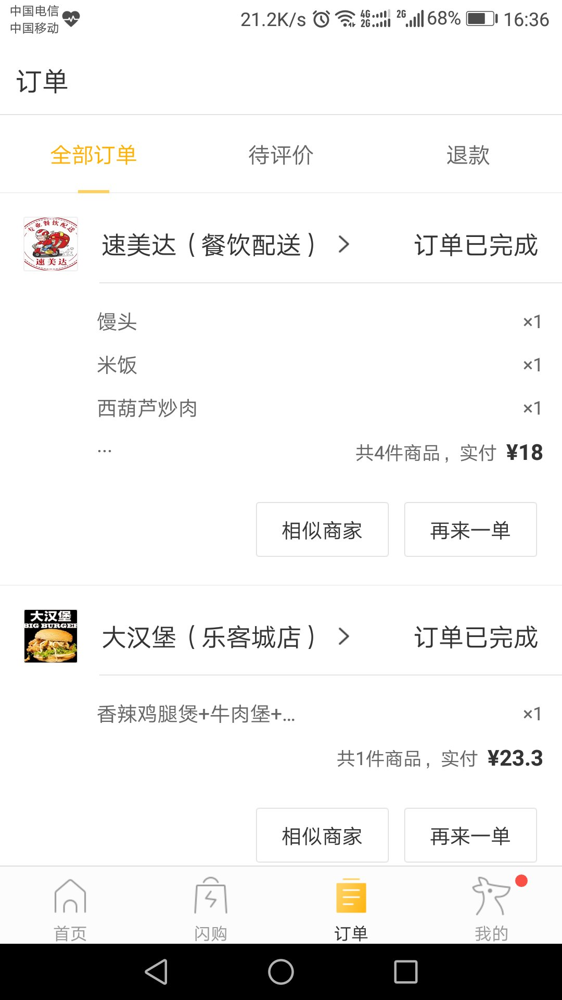 中国电信
中国移动
21.2K/s 4G 2G 2G 68% 16:36
订单
全部订单 待评价 退款
专业餐饮配送
速美达
速美达（餐饮配送） 订单已完成
馒头 ×1
米饭 ×1
西葫芦炒肉 ×1
... 共4件商品，实付 ¥18
相似商家 再来一单
大汉堡
BIG BURGER
大汉堡（乐客城店） 订单已完成
香辣鸡腿煲+牛肉堡+... ×1
共1件商品，实付 ¥23.3
相似商家 再来一单
首页 闪购 订单 我的